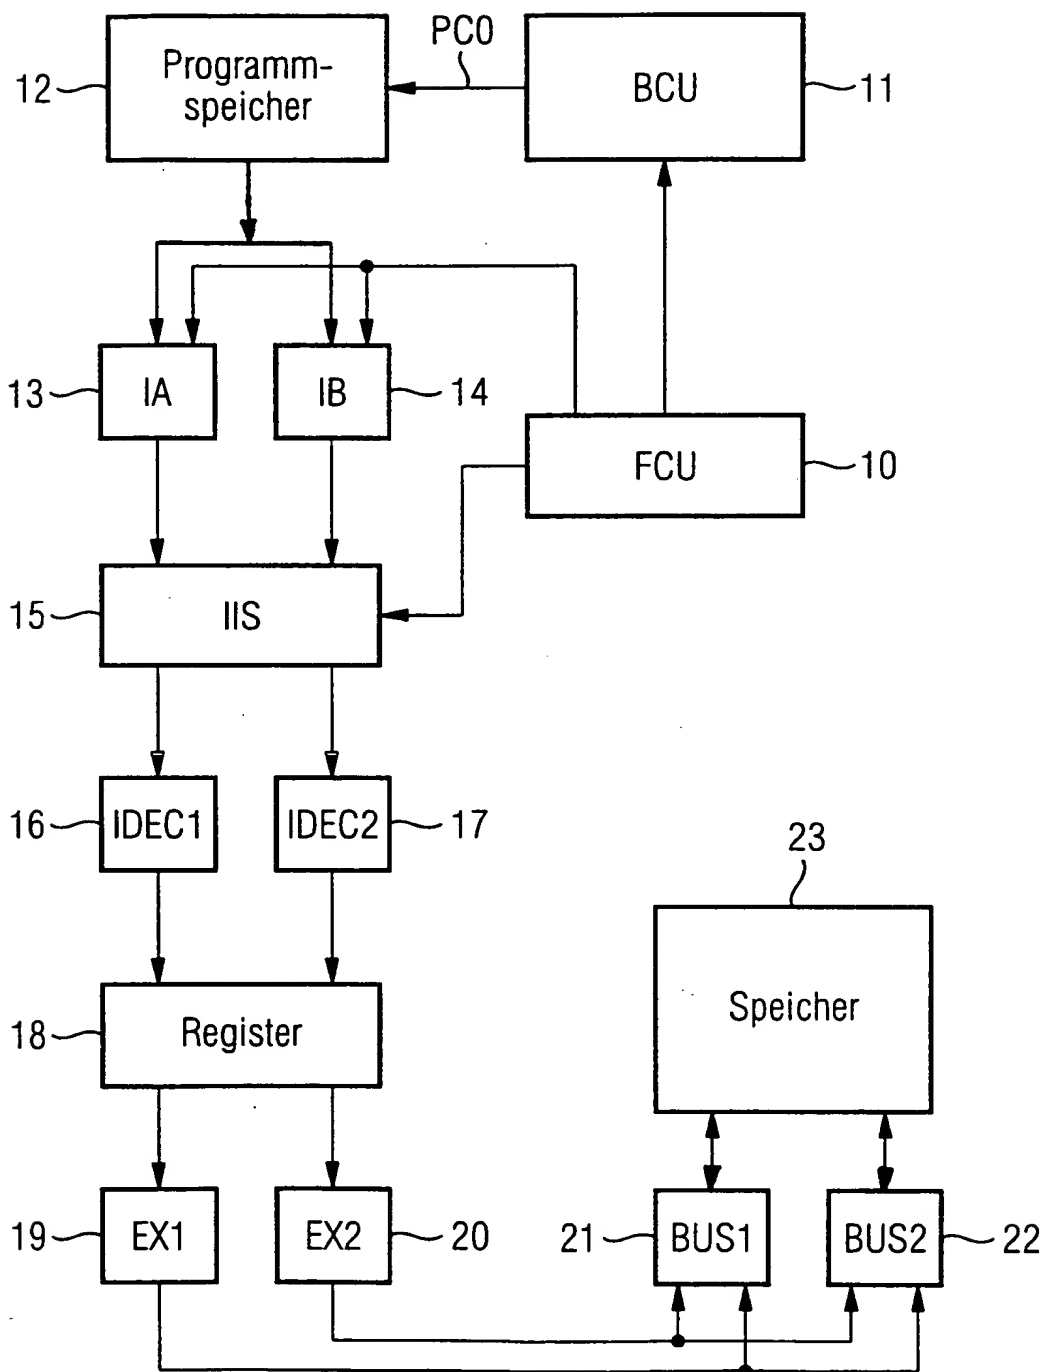 PC0
12
Programm-
speicher
BCU
11
13
IA
IB
14
FCU
10
15
IIS
16
IDEC1
IDEC2
17
23
18
Register
Speicher
19
EX1
EX2
20
21
BUS1
BUS2
22